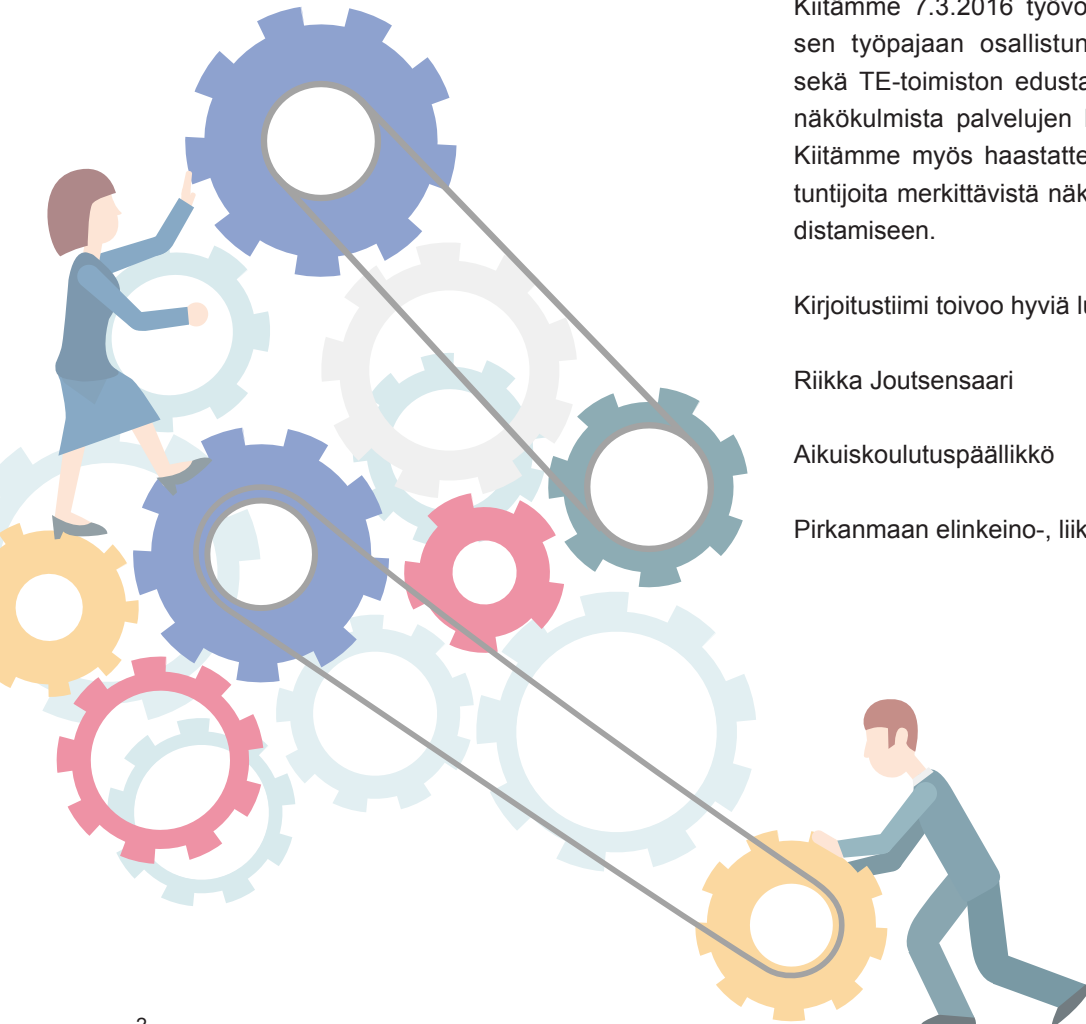 Kiitämme 7.3.2016 työvo
sen työpajaan osallistun
sekä TE-toimiston edusta
näkökulmista palvelujen
Kiitämme myös haastatte
tuntijoita merkittävistä näk
distamiseen.
Kirjoitustiimi toivoo hyviä lu
Riikka Joutsensaari
Aikuiskoulutuspäällikkö
Pirkanmaan elinkeino-, liik